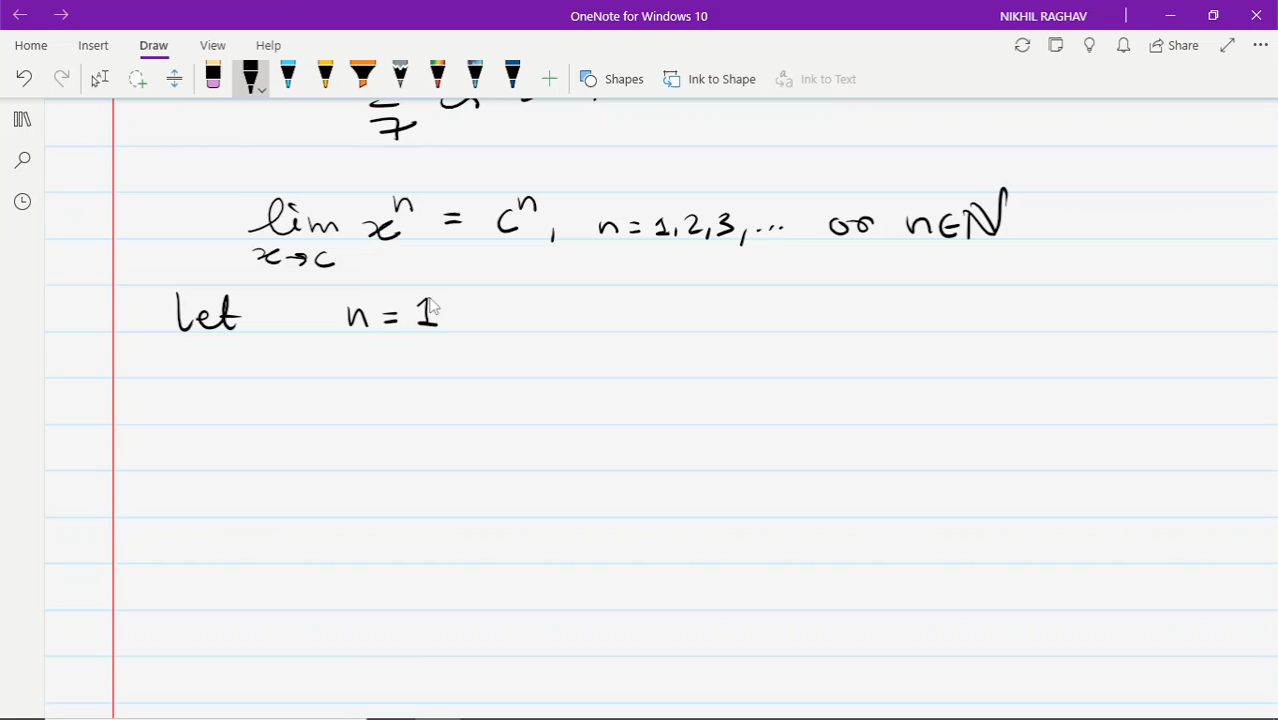 OneNote for Windows 10
NIKHIL RAGHAV
Home Insert Draw View Help
Share
Shapes
Ink to Shape
Ink to Text
7
lim x^n = c^n, n = 1,2,3,... or n∈ℕ
x→c
let n = 1